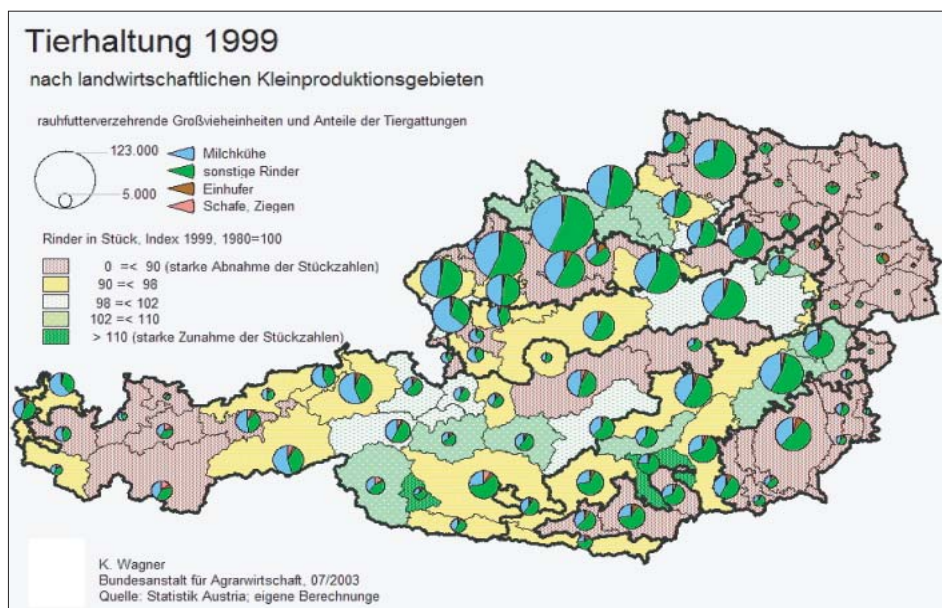 Tierhaltung 1999
nach landwirtschaftlichen Kleinproduktionsgebieten
rauhfutterverzehrende Großvieheinheiten und Anteile der Tiergattungen
123.000
5.000
Milchkühe
sonstige Rinder
Einhufer
Schafe, Ziegen
Rinder in Stück, Index 1999, 1980=100
0 =< 90 (starke Abnahme der Stückzahlen)
90 =< 98
98 =< 102
102 =< 110
> 110 (starke Zunahme der Stückzahlen)
K. Wagner
Bundesanstalt für Agrarwirtschaft, 07/2003
Quelle: Statistik Austria; eigene Berechnunge